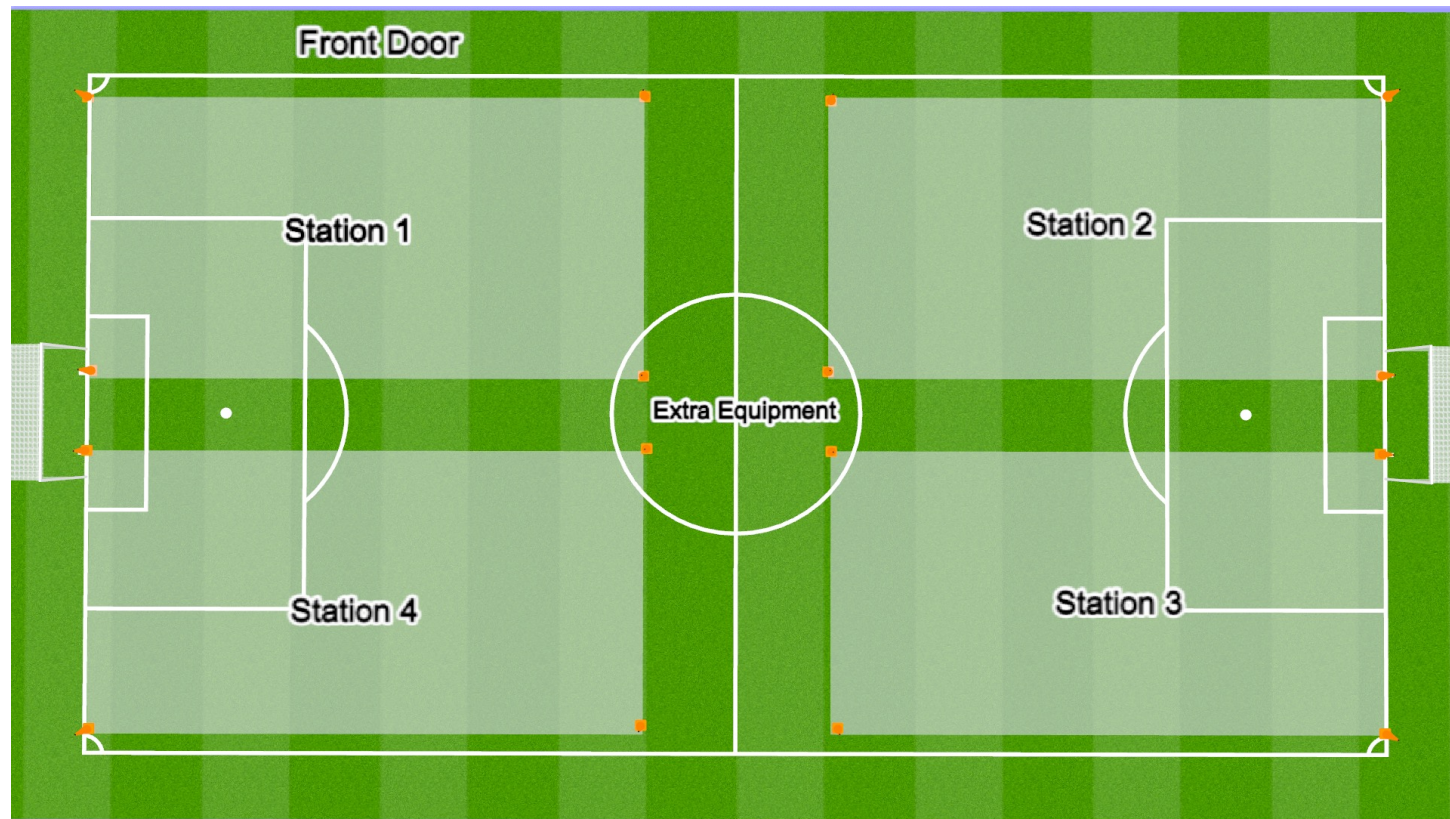 Front Door
Station 1
Station 2
Extra Equipment
Station 4
Station 3